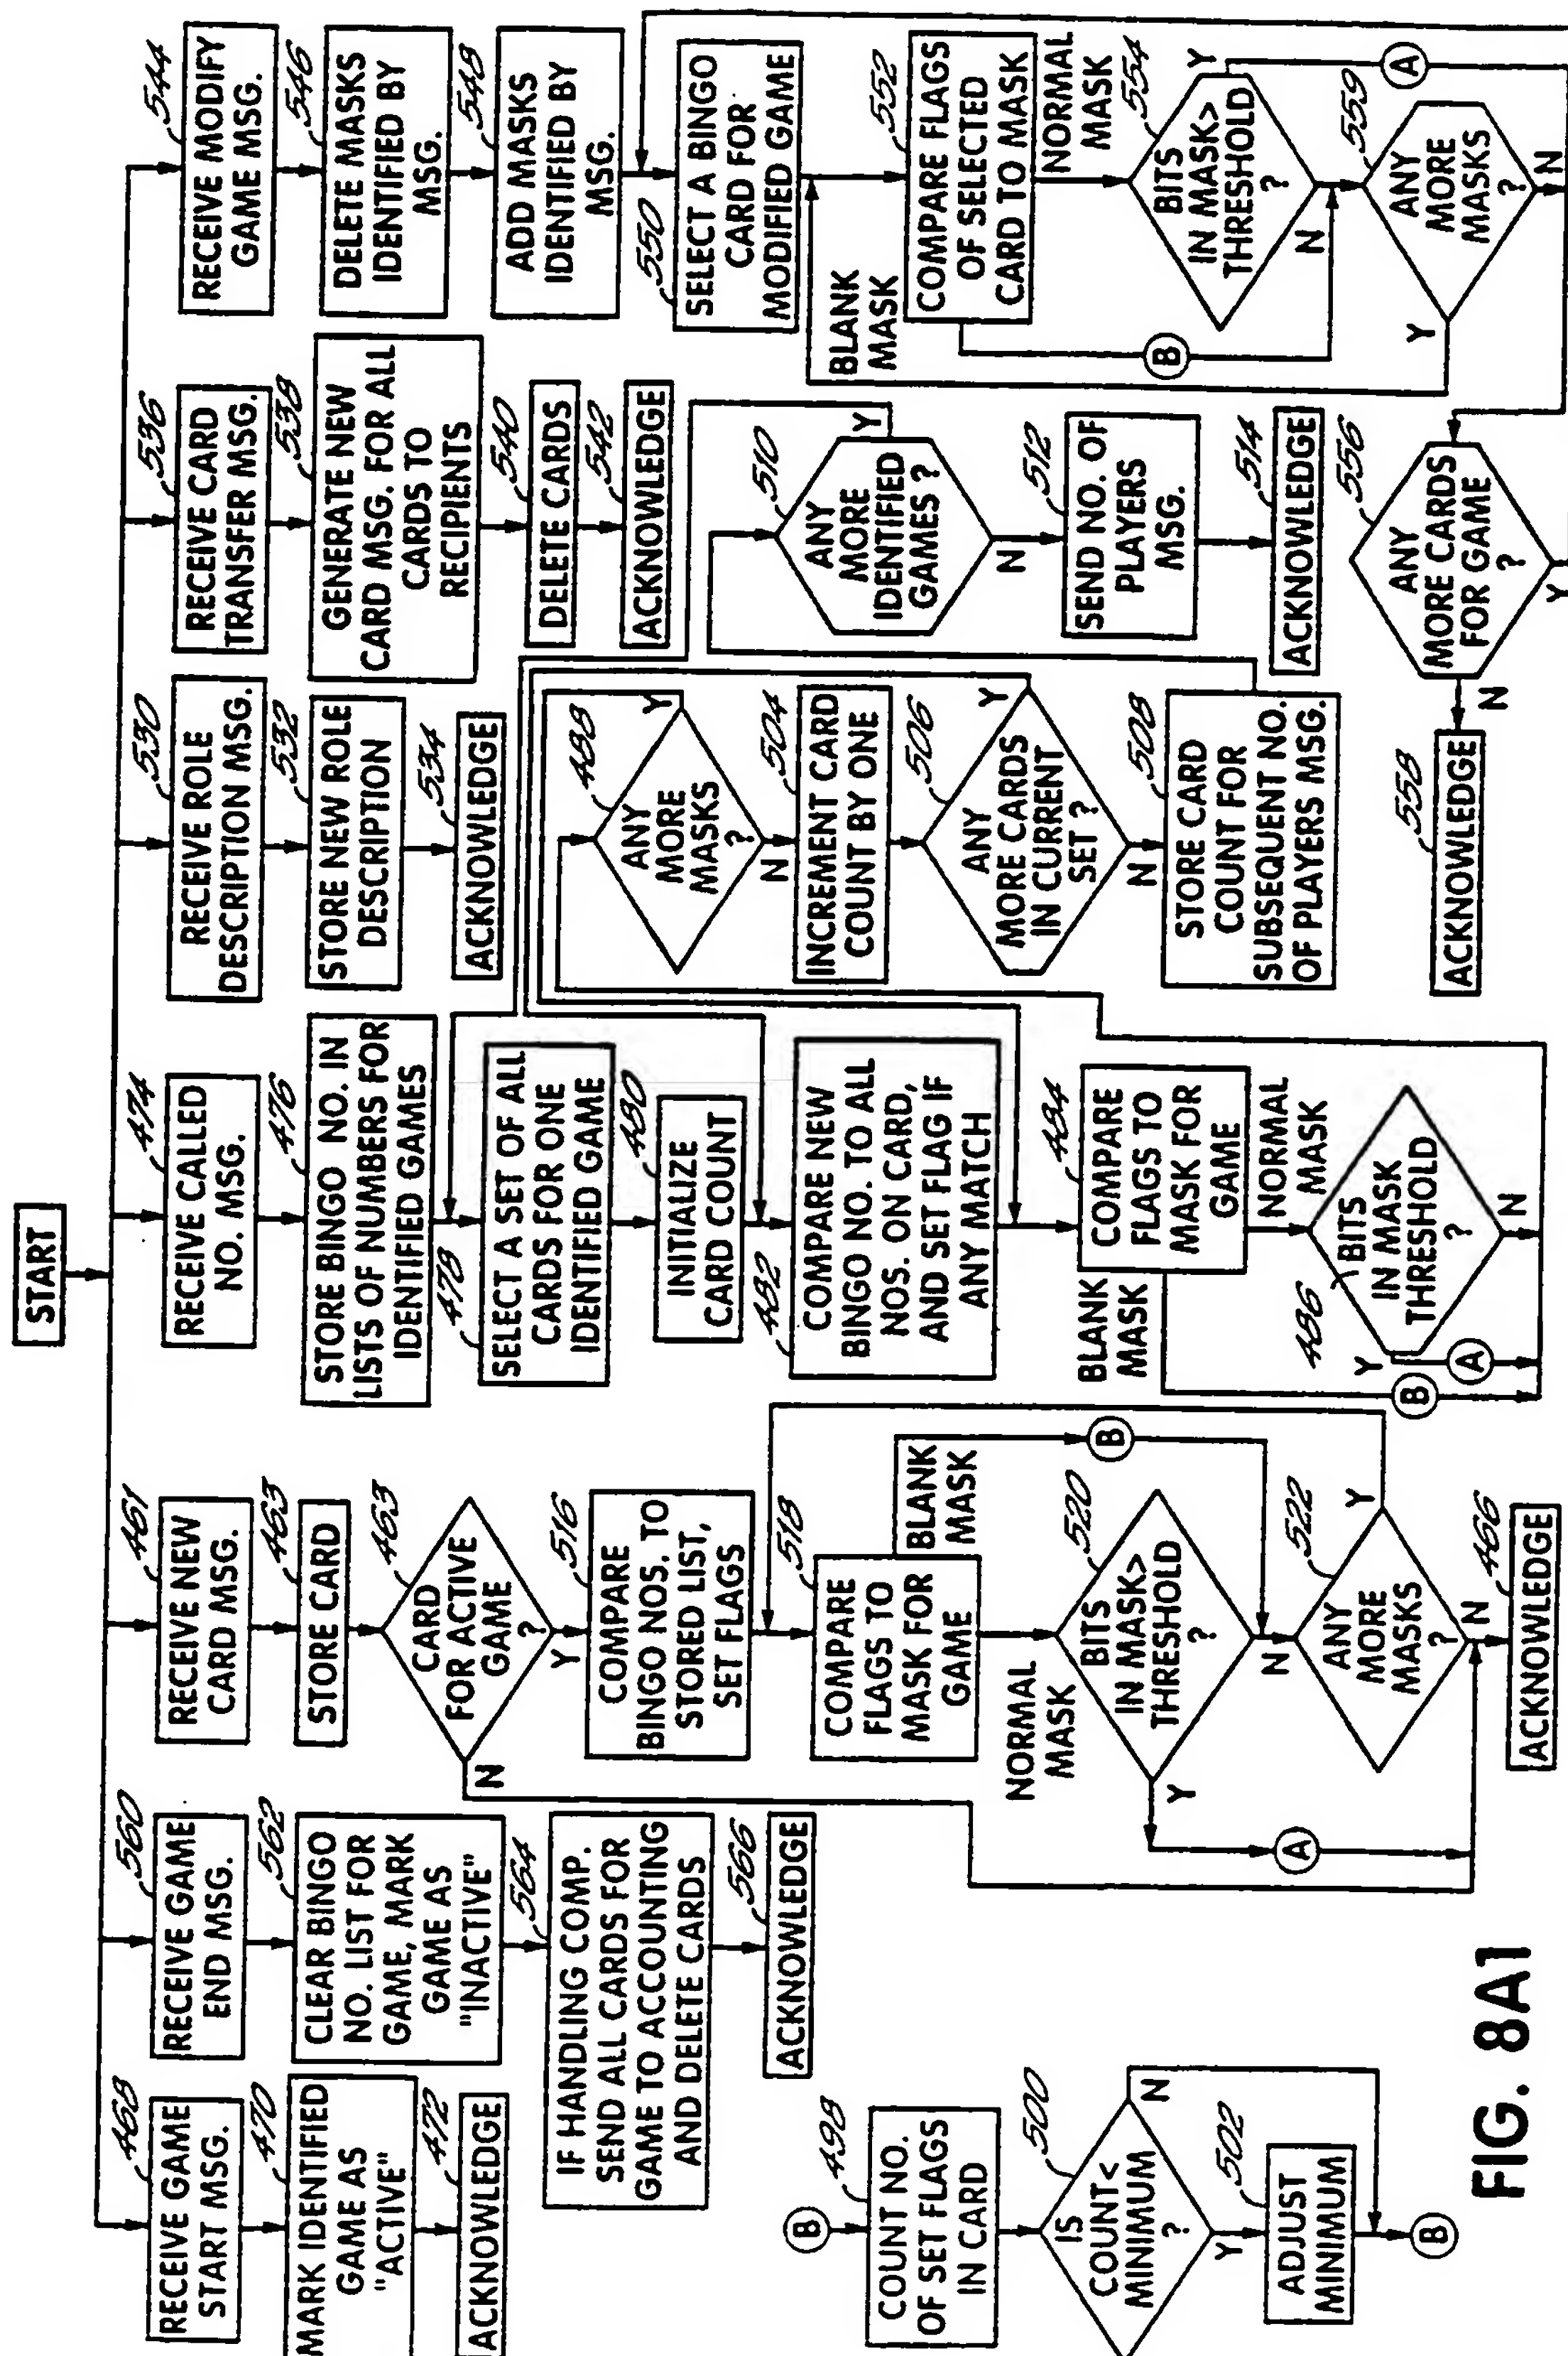 START
468
RECEIVE GAME
START MSG.
470
MARK IDENTIFIED
GAME AS
"ACTIVE"
472
ACKNOWLEDGE
560
RECEIVE GAME
END MSG.
562
CLEAR BINGO
NO. LIST FOR
GAME, MARK
GAME AS
"INACTIVE"
564
IF HANDLING COMP.
SEND ALL CARDS FOR
GAME TO ACCOUNTING
AND DELETE CARDS
566
ACKNOWLEDGE
461
RECEIVE NEW
CARD MSG.
463
STORE CARD
463
CARD
FOR ACTIVE
GAME
?
N
Y
516
COMPARE
BINGO NOS. TO
STORED LIST,
SET FLAGS
518
COMPARE
FLAGS TO
MASK FOR
GAME
BLANK
MASK
B
NORMAL
MASK
520
BITS
IN MASK>
THRESHOLD
?
Y
N
A
522
ANY
MORE
MASKS
?
Y
N
466
ACKNOWLEDGE
474
RECEIVE CALLED
NO. MSG.
476
STORE BINGO NO. IN
LISTS OF NUMBERS FOR
IDENTIFIED GAMES
478
SELECT A SET OF ALL
CARDS FOR ONE
IDENTIFIED GAME
480
INITIALIZE
CARD COUNT
482
COMPARE NEW
BINGO NO. TO ALL
NOS. ON CARD,
AND SET FLAG IF
ANY MATCH
484
COMPARE
FLAGS TO
MASK FOR
GAME
BLANK
MASK
NORMAL
MASK
486
BITS
IN MASK
THRESHOLD
?
Y
N
A
B
530
RECEIVE ROLE
DESCRIPTION MSG.
532
STORE NEW ROLE
DESCRIPTION
534
ACKNOWLEDGE
488
ANY
MORE
MASKS
?
Y
N
504
INCREMENT CARD
COUNT BY ONE
506
ANY
MORE CARDS
IN CURRENT
SET ?
Y
N
508
STORE CARD
COUNT FOR
SUBSEQUENT NO.
OF PLAYERS MSG.
536
RECEIVE CARD
TRANSFER MSG.
538
GENERATE NEW
CARD MSG. FOR ALL
CARDS TO
RECIPIENTS
540
DELETE CARDS
542
ACKNOWLEDGE
510
ANY
MORE
IDENTIFIED
GAMES ?
Y
N
512
SEND NO. OF
PLAYERS
MSG.
514
ACKNOWLEDGE
544
RECEIVE MODIFY
GAME MSG.
546
DELETE MASKS
IDENTIFIED BY
MSG.
548
ADD MASKS
IDENTIFIED BY
MSG.
550
SELECT A BINGO
CARD FOR
MODIFIED GAME
BLANK
MASK
552
COMPARE FLAGS
OF SELECTED
CARD TO MASK
NORMAL
MASK
B
554
BITS
IN MASK>
THRESHOLD
?
Y
N
A
559
ANY
MORE
MASKS
?
Y
N
556
ANY
MORE CARDS
FOR GAME
?
Y
N
558
ACKNOWLEDGE
B
498
COUNT NO.
OF SET FLAGS
IN CARD
500
IS
COUNT<
MINIMUM
?
N
Y
502
ADJUST
MINIMUM
B
FIG. 8A1